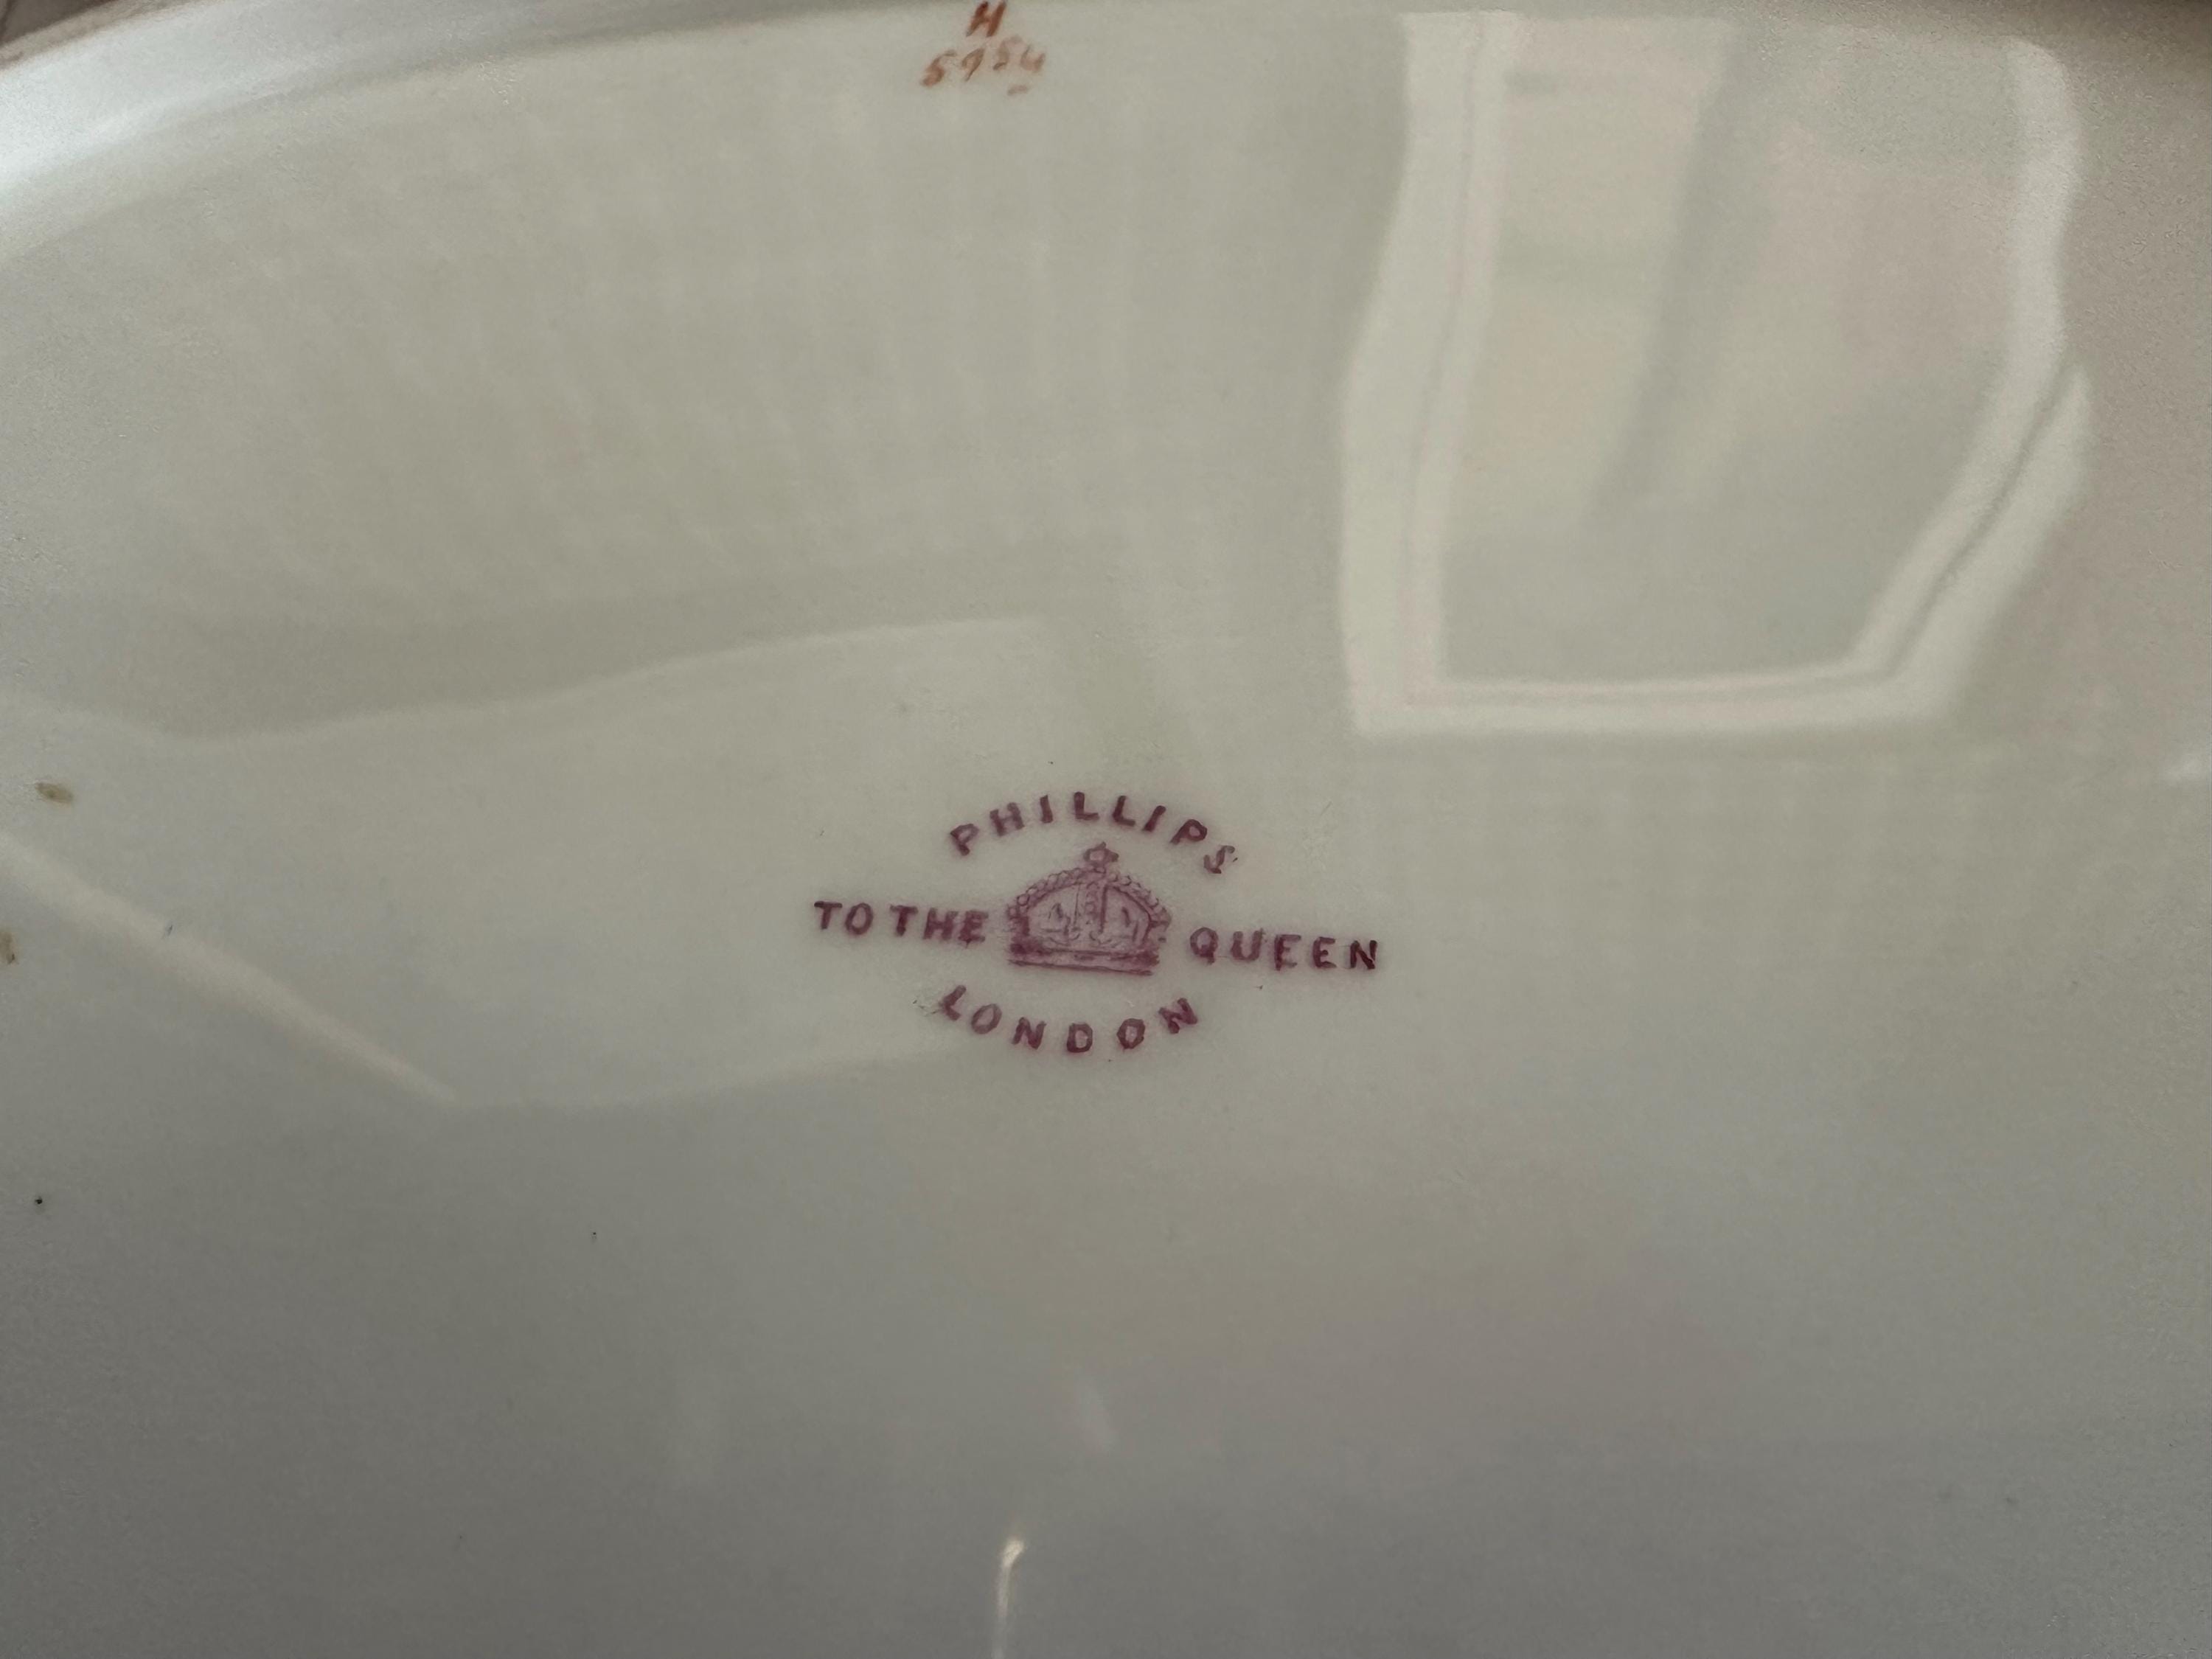 H
5954
PHILLIPS
TO THE QUEEN
LONDON